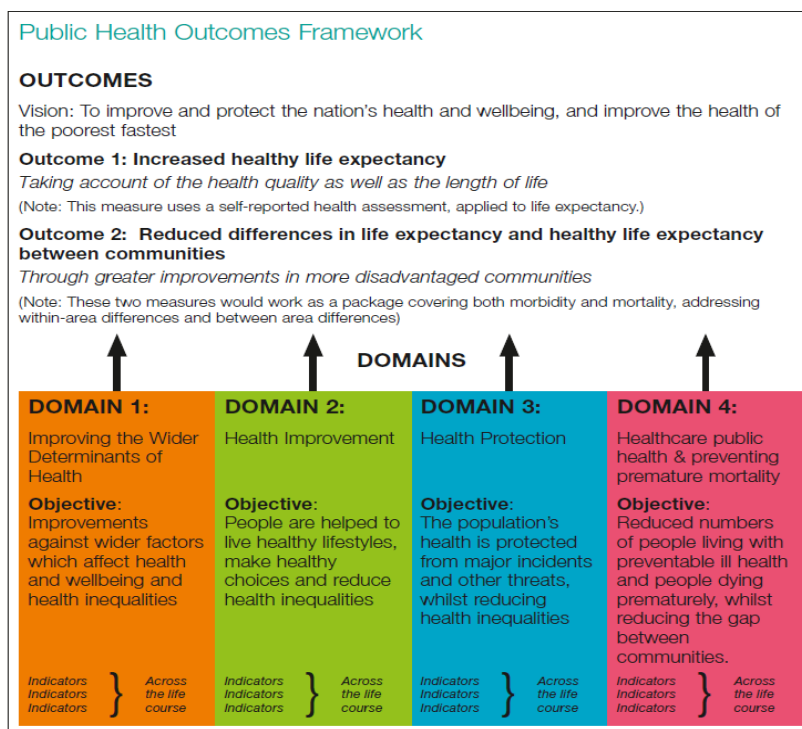 Public Health Outcomes Framework
OUTCOMES
Vision: To improve and protect the nation's health and wellbeing, and improve the health of
the poorest fastest
Outcome 1: Increased healthy life expectancy
Taking account of the health quality as well as the length of life
(Note: This measure uses a self-reported health assessment, applied to life expectancy.)
Outcome 2:  Reduced differences in life expectancy and healthy life expectancy
between communities
Through greater improvements in more disadvantaged communities
(Note: These two measures would work as a package covering both morbidity and mortality, addressing
within-area differences and between area differences)
DOMAINS
DOMAIN 1:
Improving the Wider
Determinants of
Health
Objective:
Improvements
against wider factors
which affect health
and wellbeing and
health inequalities
Indicators
Indicators
Indicators
Across
the life
course
DOMAIN 2:
Health Improvement
Objective:
People are helped to
live healthy lifestyles,
make healthy
choices and reduce
health inequalities
Indicators
Indicators
Indicators
Across
the life
course
DOMAIN 3:
Health Protection
Objective:
The population's
health is protected
from major incidents
and other threats,
whilst reducing
health inequalities
Indicators
Indicators
Indicators
Across
the life
course
DOMAIN 4:
Healthcare public
health & preventing
premature mortality
Objective:
Reduced numbers
of people living with
preventable ill health
and people dying
prematurely, whilst
reducing the gap
between
communities.
Indicators
Indicators
Indicators
Across
the life
course